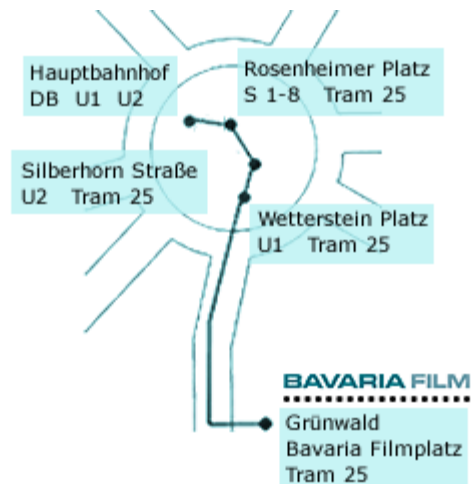 Hauptbahnhof
DB U1 U2
Rosenheimer Platz
S 1-8 Tram 25
Silberhorn Straße
U2 Tram 25
Wetterstein Platz
U1 Tram 25
BAVARIA FILM
Grünwald
Bavaria Filmplatz
Tram 25